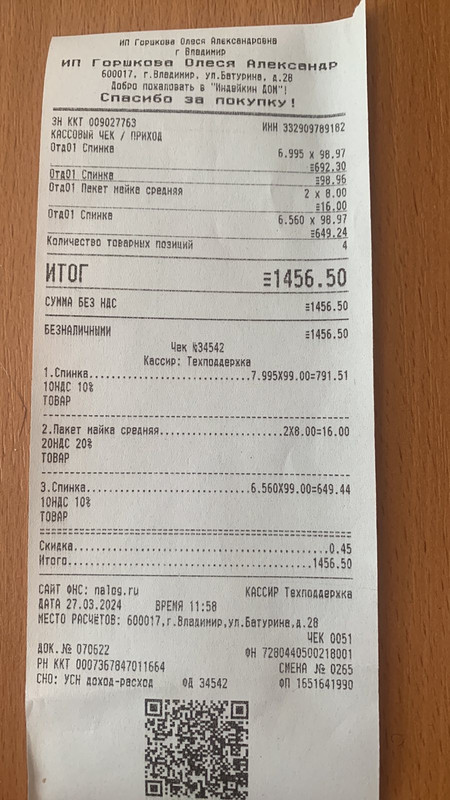 ИП Горшкова Олеся Александровна
г Владимир
ИП Горшкова Олеся Александр
600017, г.Владимир, ул.Батурина, д.28
Добро пожаловать в "Индейкин ДОМ"!
Спасибо за покупку!
ЗН ККТ 009027763 ИНН 332909789182
КАССОВЫЙ ЧЕК / ПРИХОД
Отд01 Спинка
6.995 x 98.97
=692.30
Отд01 Спинка =98.96
Отд01 Пакет майка средняя 2 x 8.00
=16.00
Отд01 Спинка 6.560 x 98.97
=649.24
Количество товарных позиций 4
ИТОГ =1456.50
СУММА БЕЗ НДС =1456.50
БЕЗНАЛИЧНЫМИ =1456.50
Чек №34542
Кассир: Техподдержка
1.Спинка....................7.995X99.00=791.51
1ОНДС 10%
ТОВАР
2.Пакет майка средняя...............2X8.00=16.00
2ОНДС 20%
ТОВАР
3.Спинка....................6.560X99.00=649.44
1ОНДС 10%
ТОВАР
Скидка...............................0.45
Итого................................1456.50
САЙТ ФНС: nalog.ru КАССИР Техподдержка
ДАТА 27.03.2024 ВРЕМЯ 11:58
МЕСТО РАСЧЁТОВ: 600017,г.Владимир,ул.Батурина,д.28
ЧЕК 0051
ДОК.№ 070622 ФН 7280440500218001
РН ККТ 0007367847011664 СМЕНА № 0265
СНО: УСН доход-расход ФД 34542 ФП 1651641990